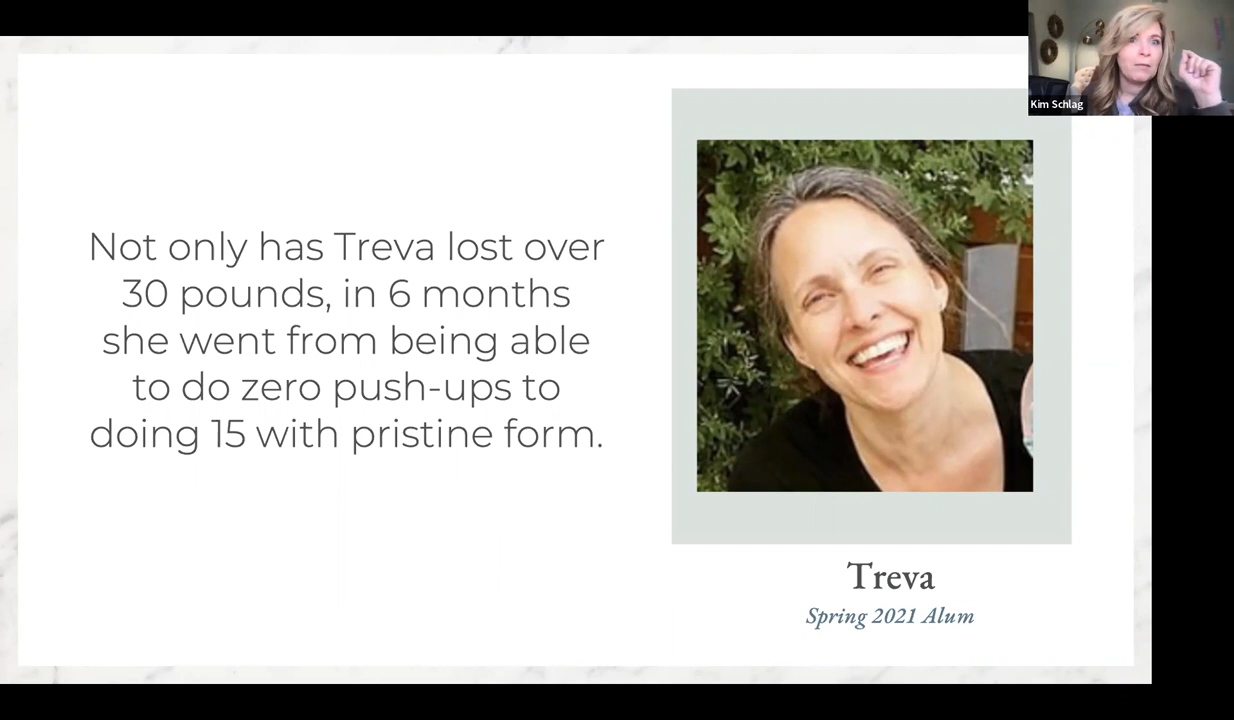 Kim Schlag
Not only has Treva lost over
30 pounds, in 6 months
she went from being able
to do zero push-ups to
doing 15 with pristine form.
Treva
Spring 2021 Alum